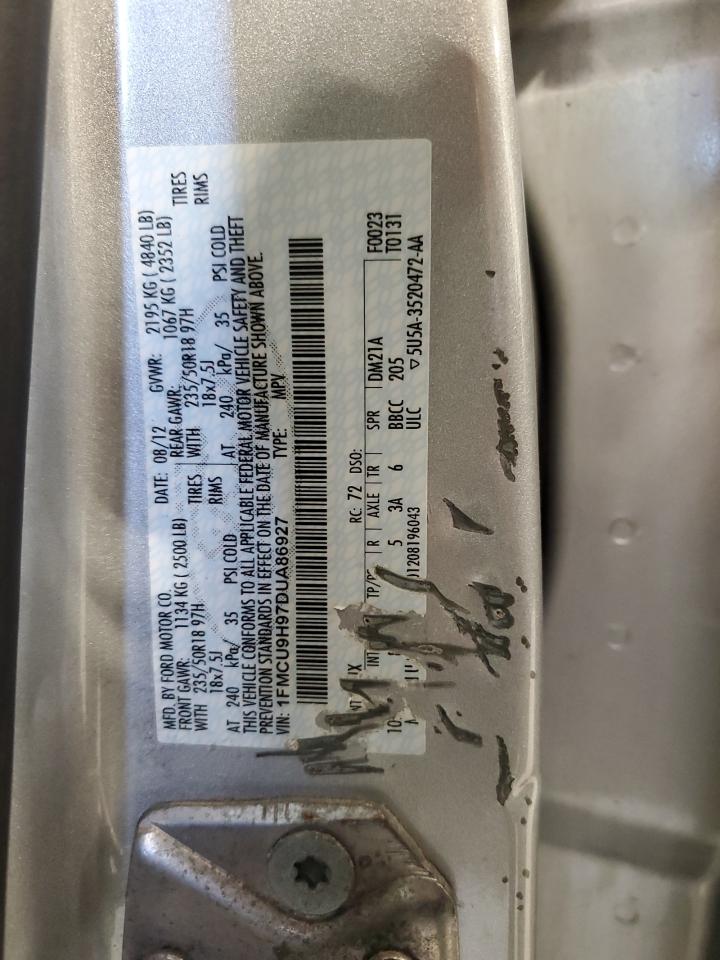 MFD. BY FORD MOTOR CO. DATE: 08/12 GVWR: 2195 KG ( 4840 LB)
FRONT GAWR: 1134 KG ( 2500 LB) REAR GAWR: 1067 KG ( 2352 LB)
WITH 235/50R18 97H TIRES WITH 235/50R18 97H TIRES
18x7.5J RIMS 18x7.5J RIMS
AT 240 kPa/ 35 PSI COLD AT 240 kPa/ 35 PSI COLD
THIS VEHICLE CONFORMS TO ALL APPLICABLE FEDERAL MOTOR VEHICLE SAFETY AND THEFT
PREVENTION STANDARDS IN EFFECT ON THE DATE OF MANUFACTURE SHOWN ABOVE.
VIN: 1FMCU9H97DUA86927 TYPE: MPV
RC: 72 DSO: F0023
INT TP/ R AXLE TR SPR DM21A T0131
5 3A 6 BBCC 205
1208196043 ULC ▽5U5A-3520472-AA